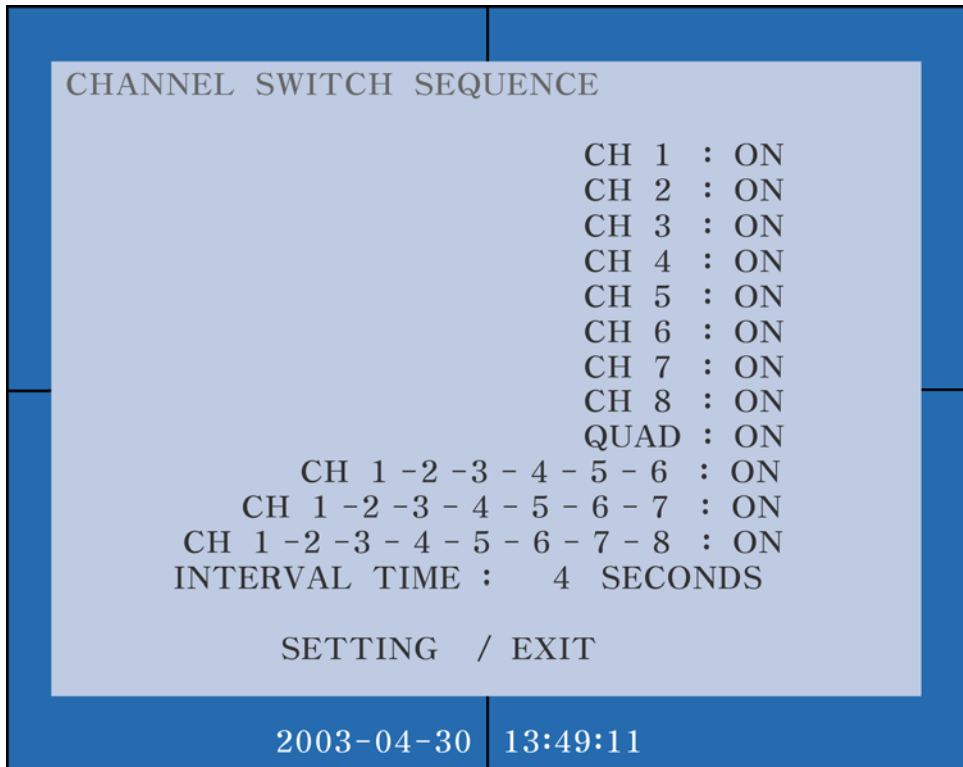 CHANNEL SWITCH SEQUENCE
CH 1 : ON
CH 2 : ON
CH 3 : ON
CH 4 : ON
CH 5 : ON
CH 6 : ON
CH 7 : ON
CH 8 : ON
QUAD : ON
CH 1 -2 -3 - 4 - 5 - 6 : ON
CH 1 -2 -3 - 4 - 5 - 6 - 7 : ON
CH 1 -2 -3 - 4 - 5 - 6 - 7 - 8 : ON
INTERVAL TIME : 4 SECONDS
SETTING / EXIT
2003-04-30 13:49:11